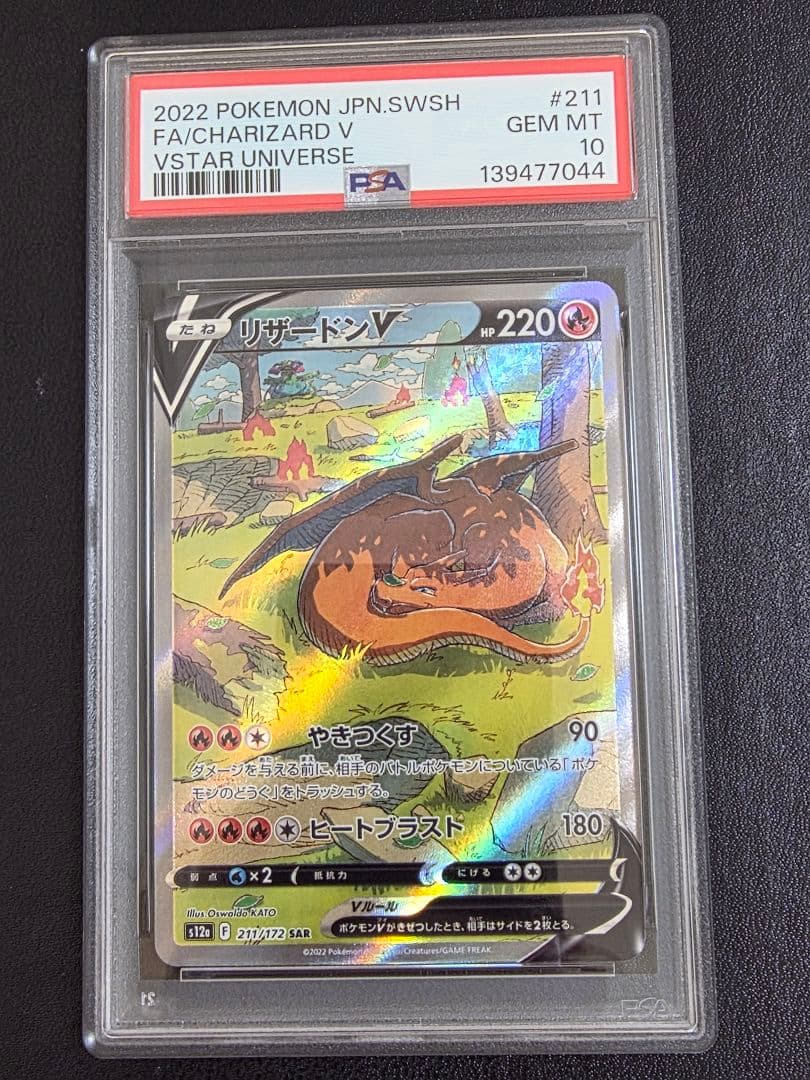 2022 POKEMON JPN.SWSH #211
FA/CHARIZARD V GEM MT
VSTAR UNIVERSE 10
PSA 139477044
たね リザードンV HP 220
やきつくす 90
ダメージを与える前に、相手のバトルポケモンについている「ポケ
モンのどうぐ」をトラッシュする。
ヒートブラスト 180
弱点 ×2 抵抗力 にげる
Illus. Oswaldo KATO
Vルール
ポケモンVがきぜつしたとき、相手はサイドを2枚とる。
s12a F 211/172 SAR
©2022 Pokémon/Creatures/GAME FREAK
PSA